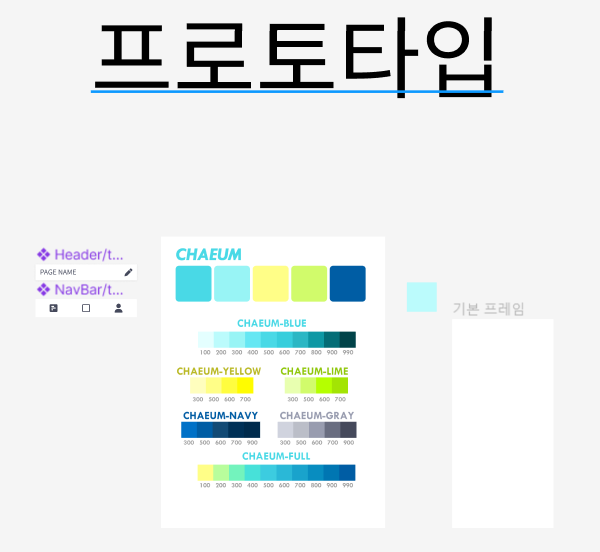 프로토타입
Header/t...
PAGE NAME
NavBar/t...
CHAEUM
CHAEUM-BLUE
100 200 300 400 500 600 700 800 900 990
CHAEUM-YELLOW
300 500 600 700
CHAEUM-LIME
300 500 600 700
CHAEUM-NAVY
300 500 600 700 900
CHAEUM-GRAY
300 500 600 700 900
CHAEUM-FULL
100 200 300 400 500 600 700 800 900 990
기본 프레임